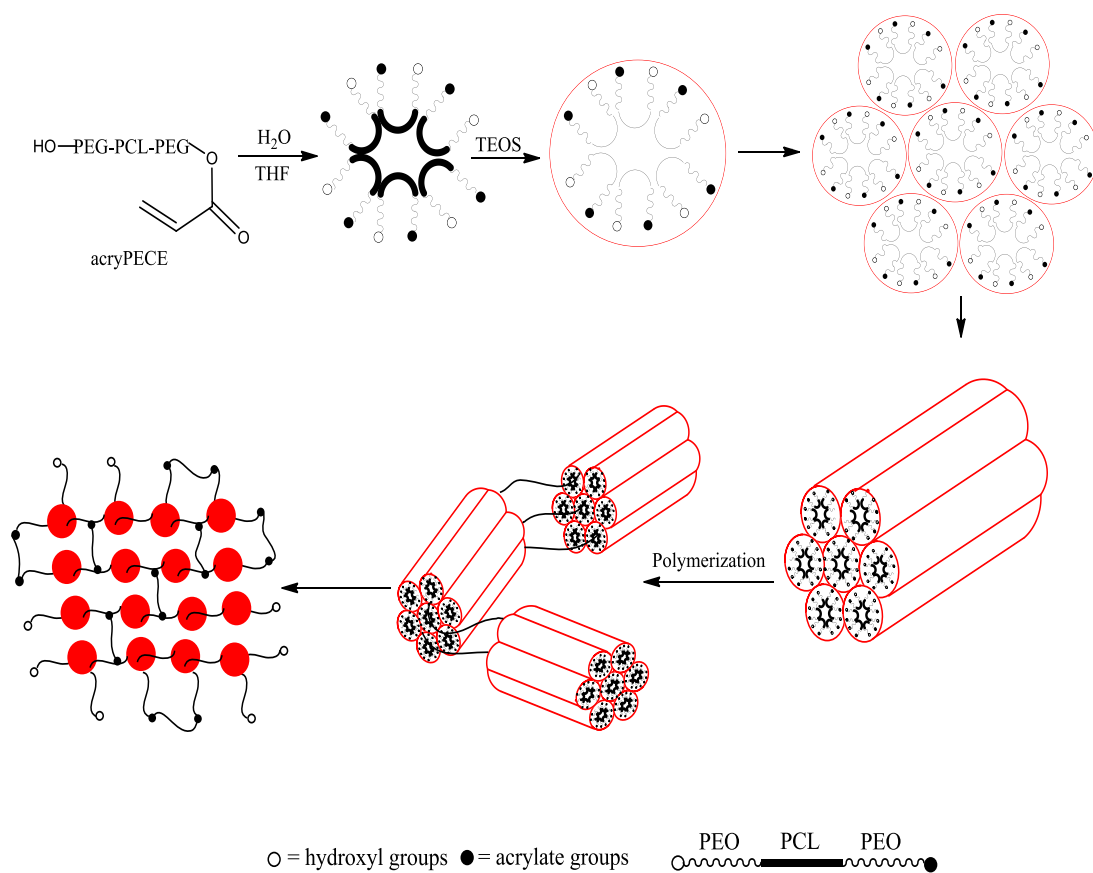 HO—PEG-PCL-PEG
O
O
acryPECE
H₂O
THF
TEOS
Polymerization
= hydroxyl groups
= acrylate groups
PEO
PCL
PEO